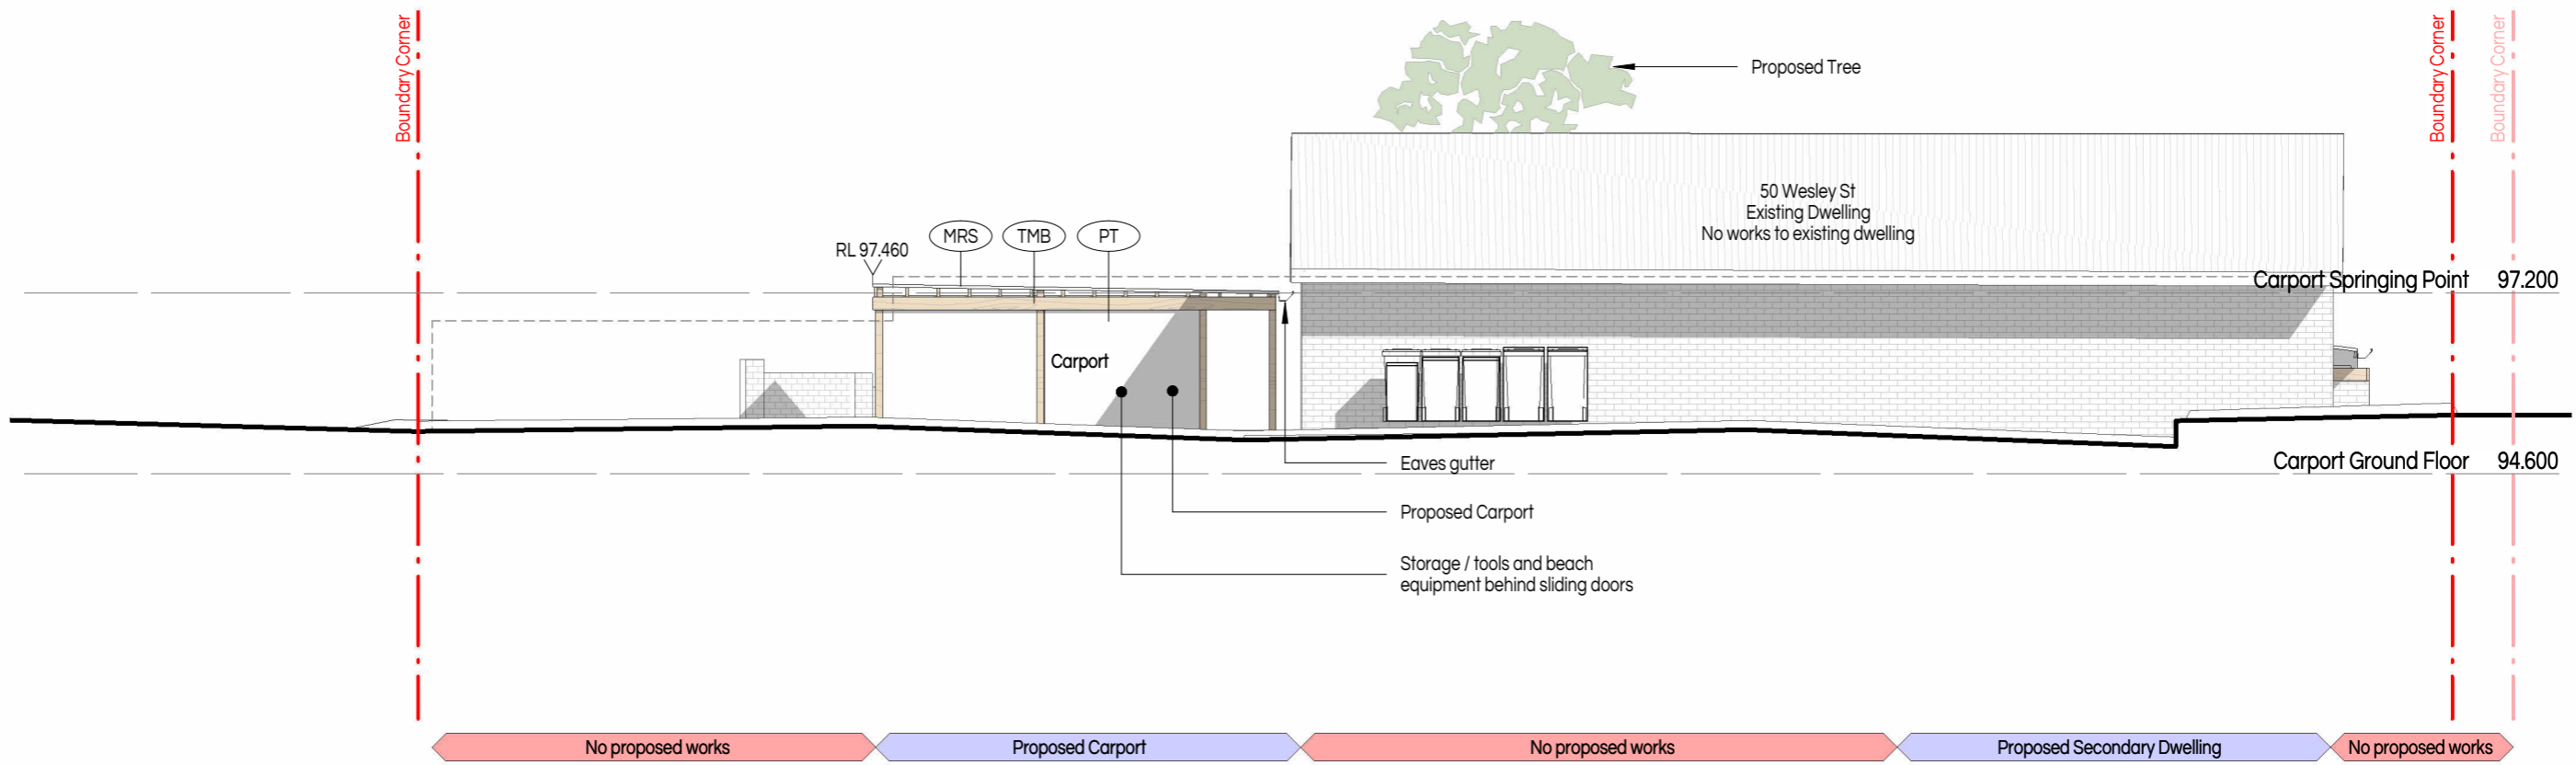 Boundary Corner
Boundary Corner
Boundary Corner
Proposed Tree
50 Wesley St
Existing Dwelling
No works to existing dwelling
RL 97.460
MRS
TMB
PT
Carport Springing Point 97.200
Carport
Eaves gutter
Carport Ground Floor 94.600
Proposed Carport
Storage / tools and beach
equipment behind sliding doors
No proposed works
Proposed Carport
No proposed works
Proposed Secondary Dwelling
No proposed works